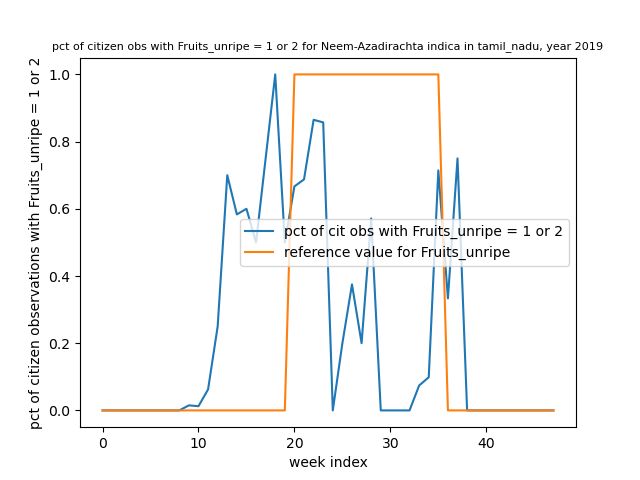 pct of citizen obs with Fruits_unripe = 1 or 2 for Neem-Azadirachta indica in tamil_nadu, year 2019
pct of citizen observations with Fruits_unripe = 1 or 2
1.0
0.8
0.6
0.4
0.2
0.0
pct of cit obs with Fruits_unripe = 1 or 2
reference value for Fruits_unripe
0
10
20
30
40
week index